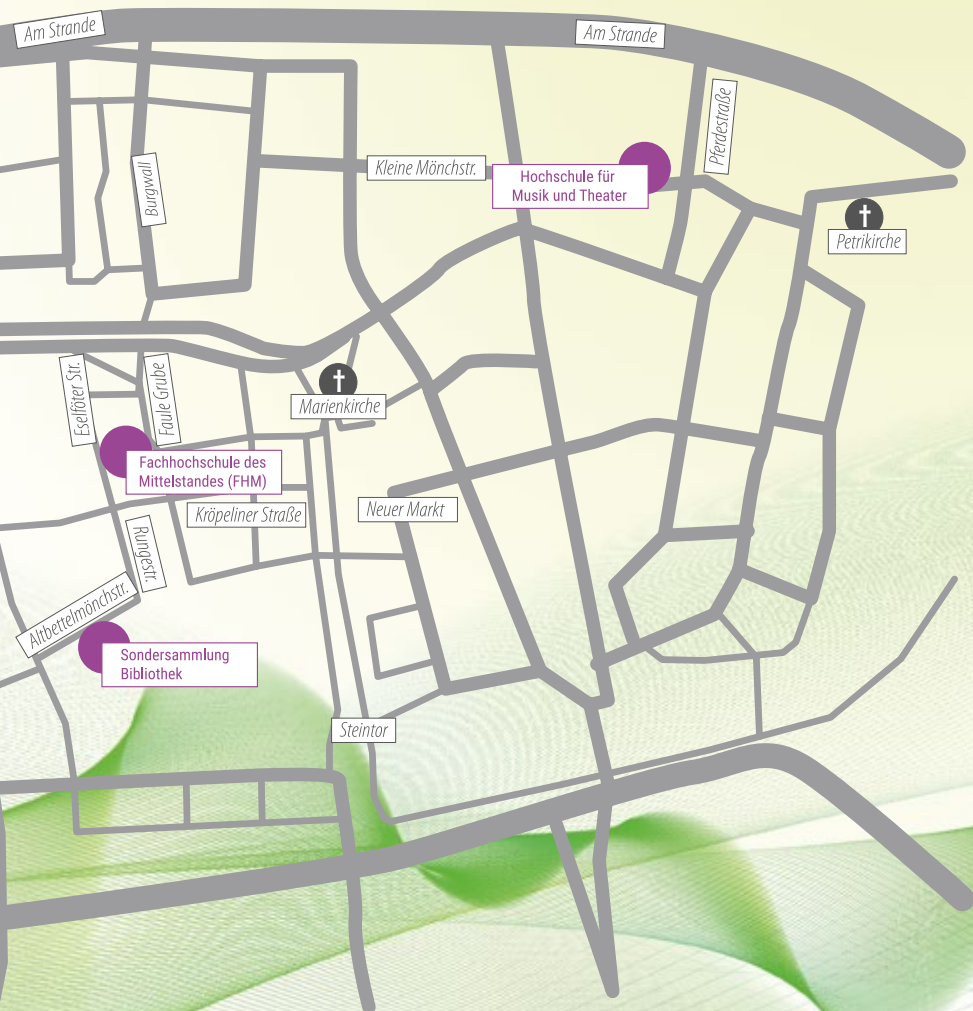 Am Strande
Am Strande
Pferdestraße
Kleine Mönchstr.
Hochschule für
Musik und Theater
Burgwall
Petrikirche
Eselföter Str.
Faule Grube
Marienkirche
Fachhochschule des
Mittelstandes (FHM)
Kröpeliner Straße
Neuer Markt
Rungestr.
Altbettelmönchstr.
Sondersammlung
Bibliothek
Steintor